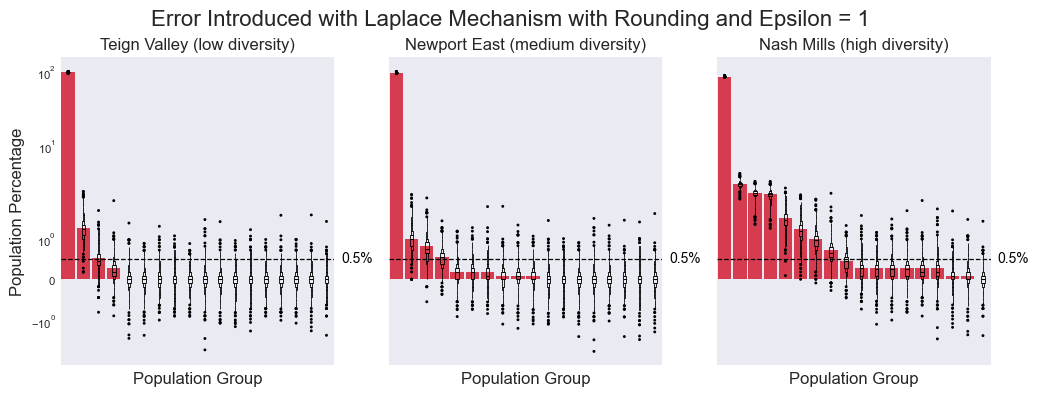 Error Introduced with Laplace Mechanism with Rounding and Epsilon = 1
Teign Valley (low diversity)
Newport East (medium diversity)
Nash Mills (high diversity)
Population Percentage
10²
10¹
10⁰
0
−10⁰
0.5%
0.5%
0.5%
Population Group
Population Group
Population Group